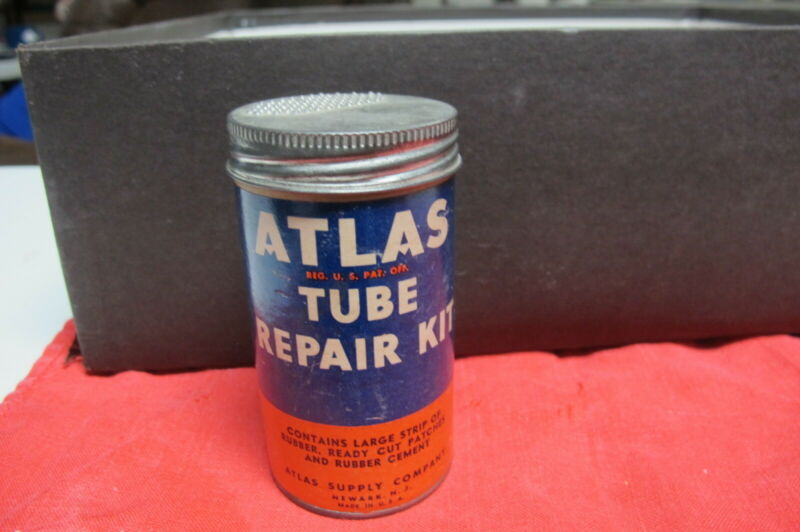 ATLAS
REG. U. S. PAT. OFF.
TUBE
REPAIR KIT
CONTAINS LARGE STRIP OF
RUBBER, READY CUT PATCHES
AND RUBBER CEMENT
ATLAS SUPPLY COMPANY
NEWARK, N. J.
MADE IN U.S.A.